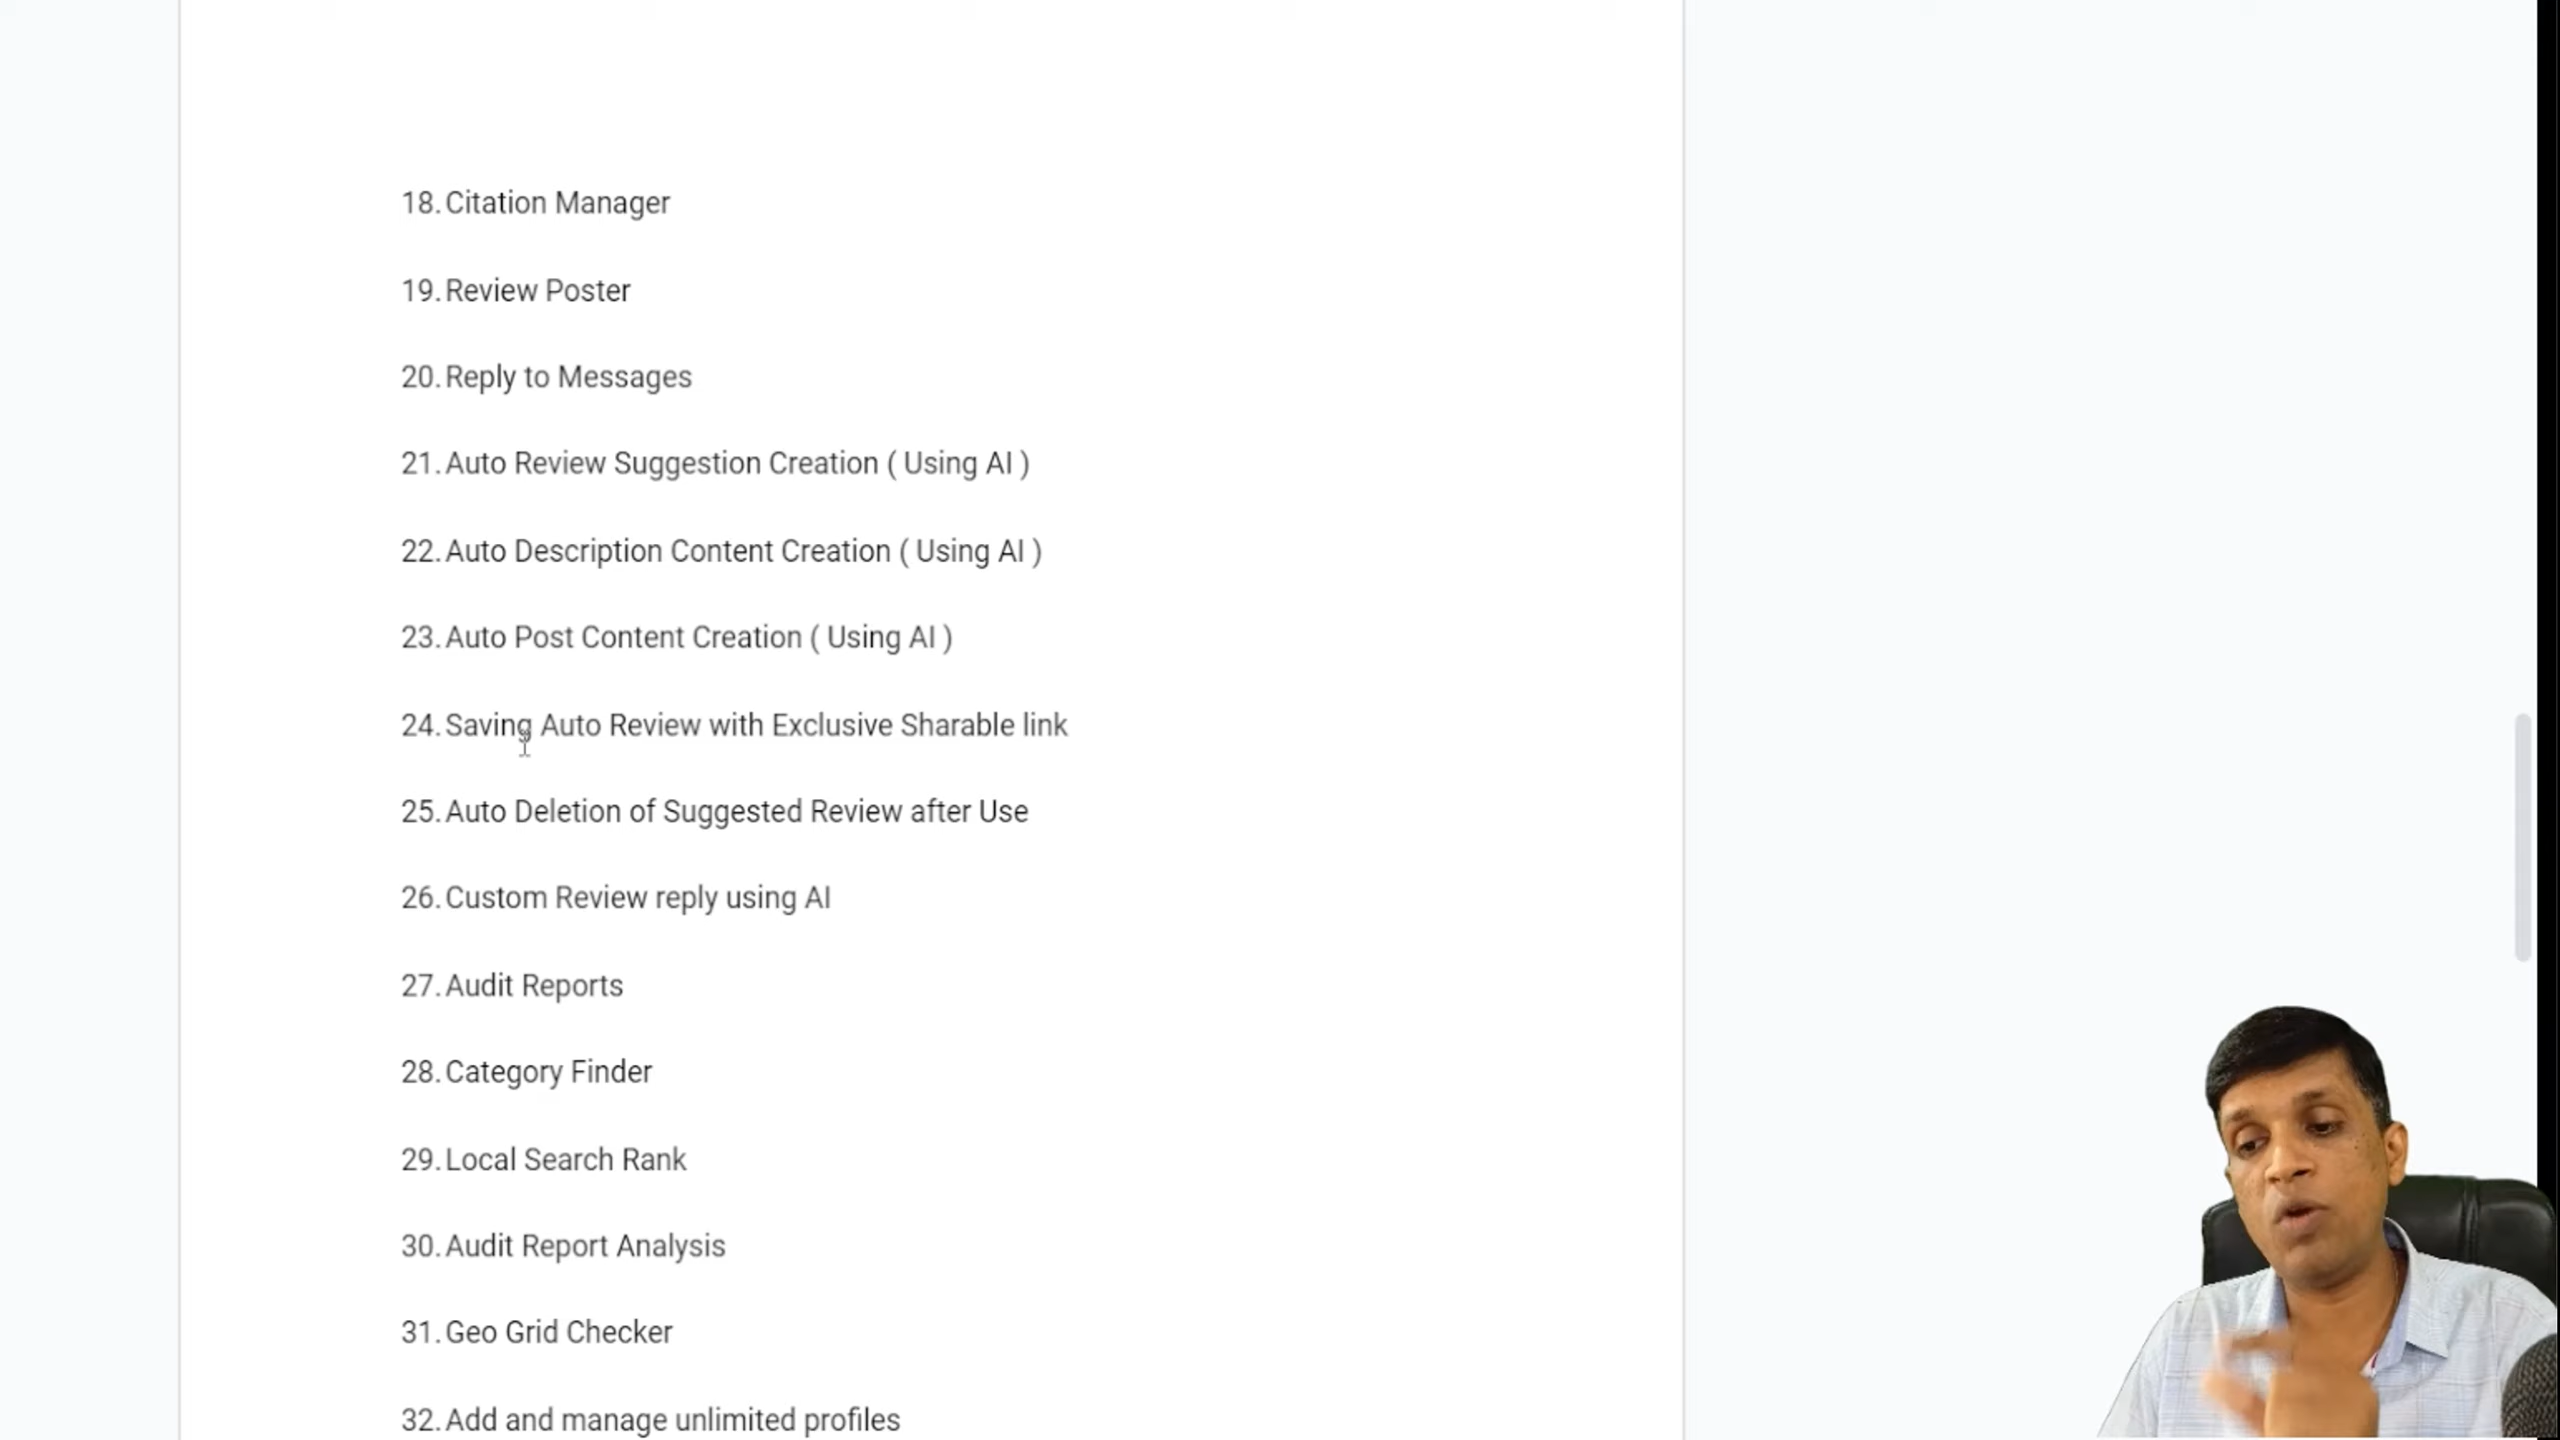 18. Citation Manager
19. Review Poster
20. Reply to Messages
21. Auto Review Suggestion Creation ( Using AI )
22. Auto Description Content Creation ( Using AI )
23. Auto Post Content Creation ( Using AI )
24. Saving Auto Review with Exclusive Sharable link
25. Auto Deletion of Suggested Review after Use
26. Custom Review reply using AI
27. Audit Reports
28. Category Finder
29. Local Search Rank
30. Audit Report Analysis
31. Geo Grid Checker
32. Add and manage unlimited profiles